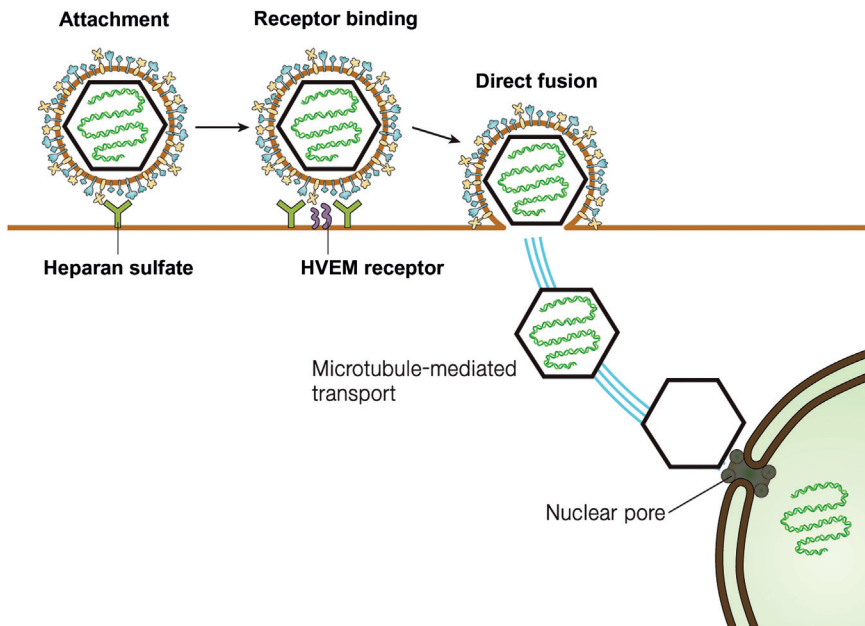 Attachment
Receptor binding
Direct fusion
Heparan sulfate
HVEM receptor
Microtubule-mediated
transport
Nuclear pore